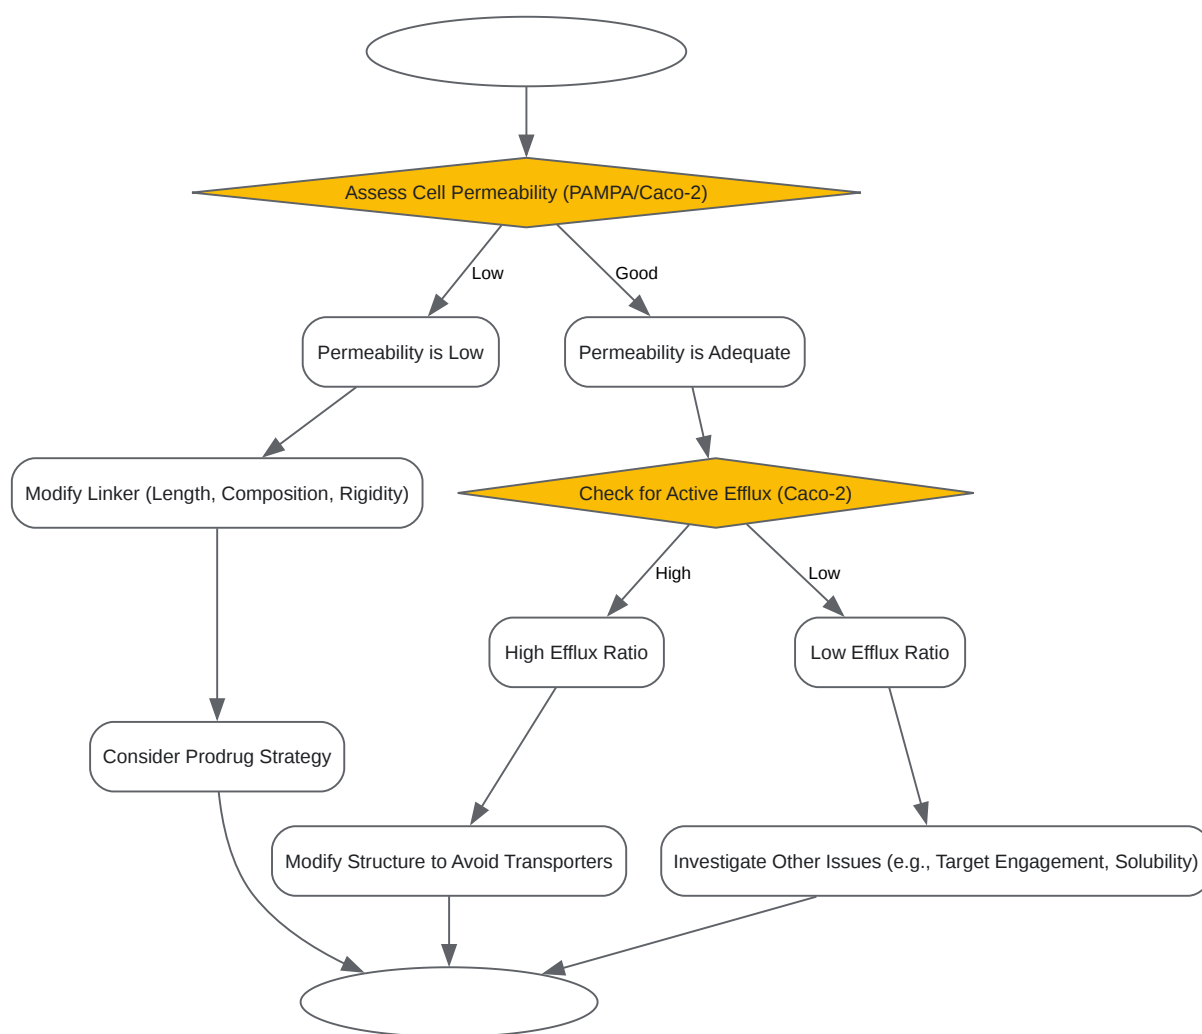 Assess Cell Permeability (PAMPA/Caco-2)
Low
Good
Permeability is Low
Permeability is Adequate
Modify Linker (Length, Composition, Rigidity)
Check for Active Efflux (Caco-2)
High
Low
High Efflux Ratio
Low Efflux Ratio
Consider Prodrug Strategy
Modify Structure to Avoid Transporters
Investigate Other Issues (e.g., Target Engagement, Solubility)